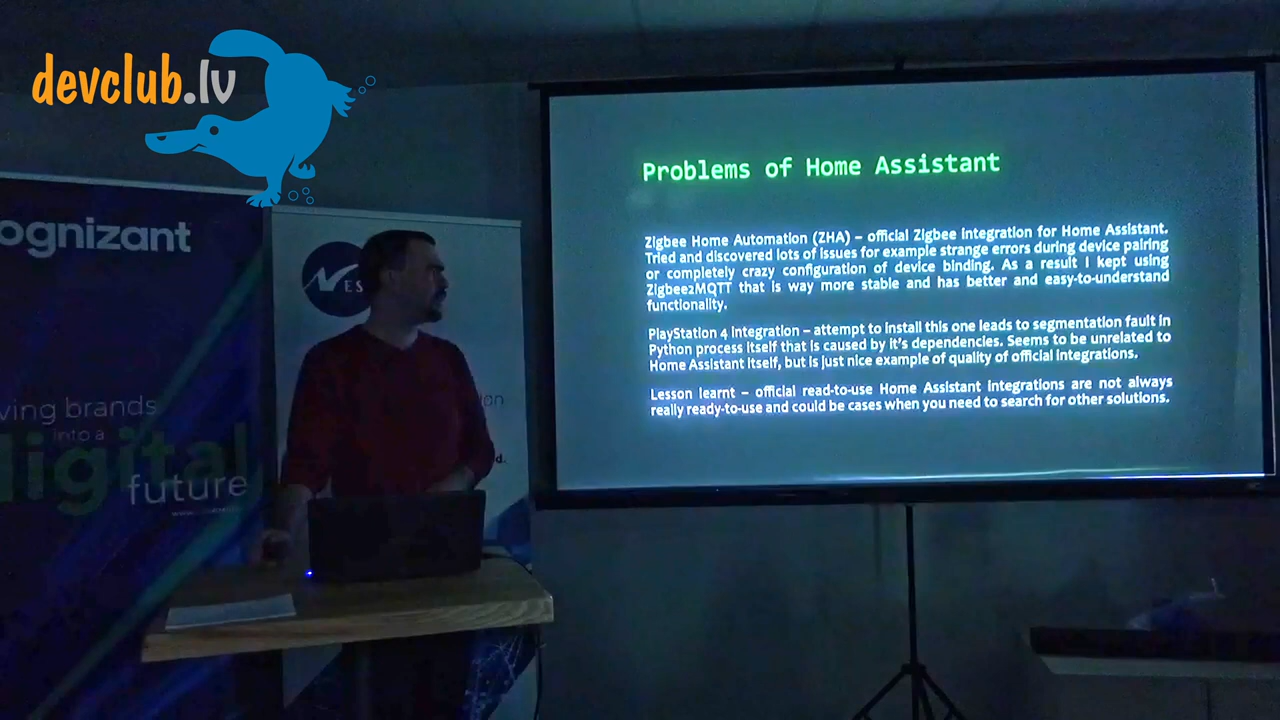 devclub.lv
ognizant
ving brands
into a
digital
future
NES
Problems of Home Assistant
Zigbee Home Automation (ZHA) – official Zigbee integration for Home Assistant.
Tried and discovered lots of issues for example strange errors during device pairing
or completely crazy configuration of device binding. As a result I kept using
Zigbee2MQTT that is way more stable and has better and easy-to-understand
functionality.
PlayStation 4 integration – attempt to install this one leads to segmentation fault in
Python process itself that is caused by it's dependencies. Seems to be unrelated to
Home Assistant itself, but is just nice example of quality of official integrations.
Lesson learnt – official read-to-use Home Assistant integrations are not always
really ready-to-use and could be cases when you need to search for other solutions.